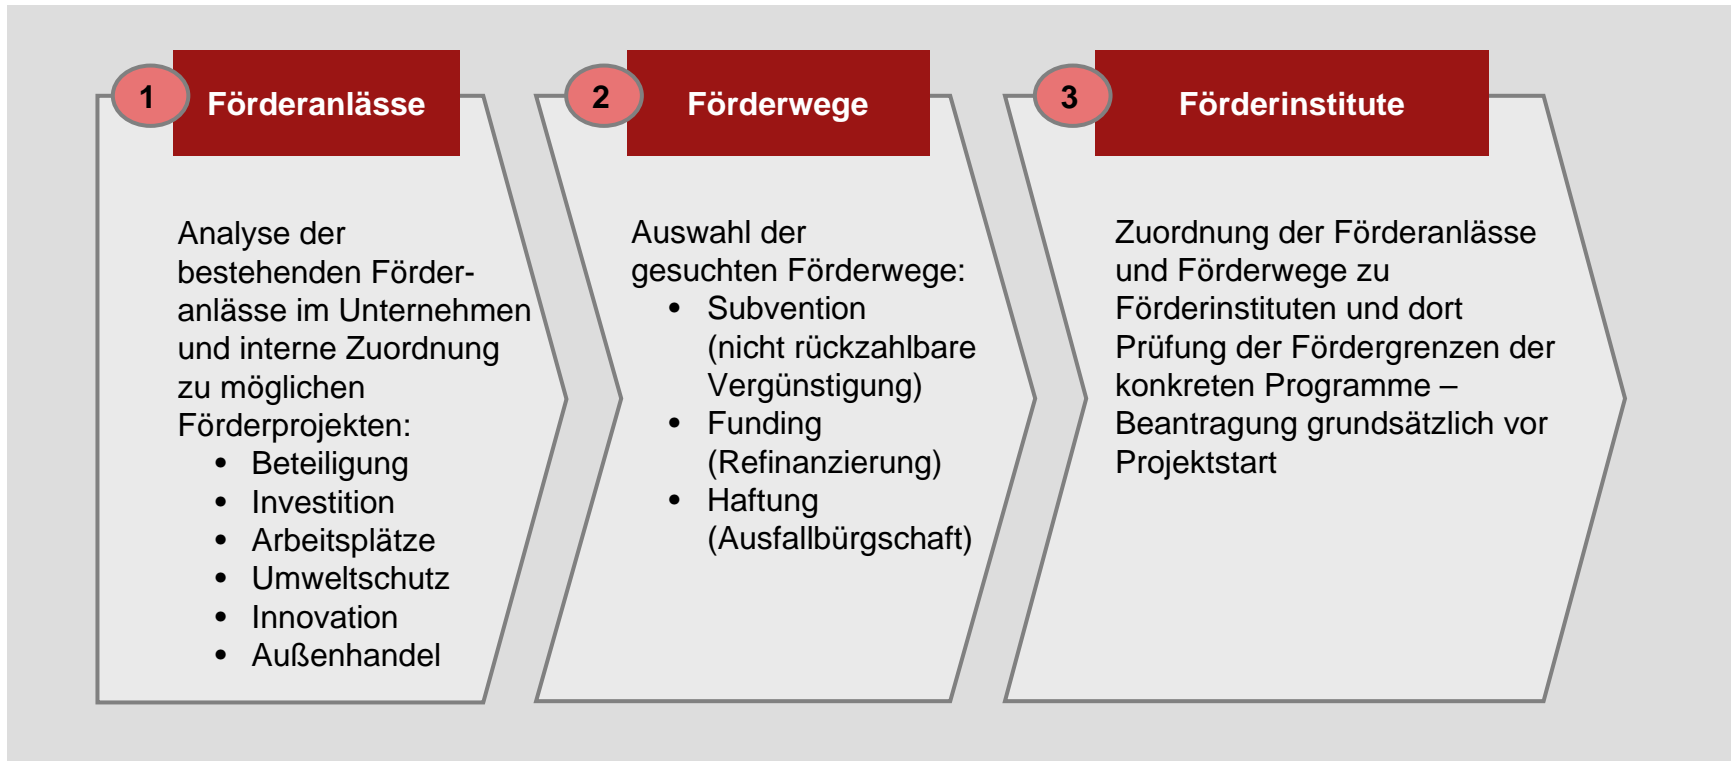 1
Förderanlässe
Analyse der
bestehenden Förder-
anlässe im Unternehmen
und interne Zuordnung
zu möglichen
Förderprojekten:
• Beteiligung
• Investition
• Arbeitsplätze
• Umweltschutz
• Innovation
• Außenhandel
2
Förderwege
Auswahl der
gesuchten Förderwege:
• Subvention
(nicht rückzahlbare
Vergünstigung)
• Funding
(Refinanzierung)
• Haftung
(Ausfallbürgschaft)
3
Förderinstitute
Zuordnung der Förderanlässe
und Förderwege zu
Förderinstituten und dort
Prüfung der Fördergrenzen der
konkreten Programme –
Beantragung grundsätzlich vor
Projektstart